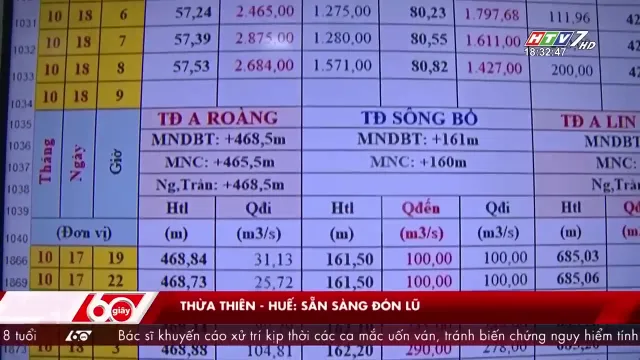 10 18 6 57,24 2.465,00 1.275,00 80,23 1.797,68 111,96 42
1031 10 18 7 57,39 2.875,00 1.280,00 80,55 1.611,00
1033 10 18 8 57,53 2.684,00 1.571,00 80,82 1.427,00 200,00 42
1034 10 18 9
HTV7 HD
18:32:47
1035 TĐ A ROÀNG TĐ SÔNG BỒ TĐ A LIN
1036 MNDBT: +468,5m MNDBT: +161m MNDBT
1037 MNC: +465,5m MNC: +160m MNC:
1038 Ng,Tràn: +468,5m Ng,Tràn
Tháng Ngày Giờ
1039 Htl Qđi Htl Qđến Qđi Htl
1040 (Đơn vị) (m) (m3/s) (m) (m3/s) (m3/s) (m)
1866 10 17 19 468,84 31,13 161,50 100,00 100,00 685,03
1867 10 17 22 468,73 25,72 161,50 100,00 100,00 685,06
60 giây
THỪA THIÊN - HUẾ: SẴN SÀNG ĐÓN LŨ
8 tuổi Bác sĩ khuyến cáo xử trí kịp thời các ca mắc uốn ván, tránh biến chứng nguy hiểm tính
3 468,88 104,81 162,20 290,00 278,00